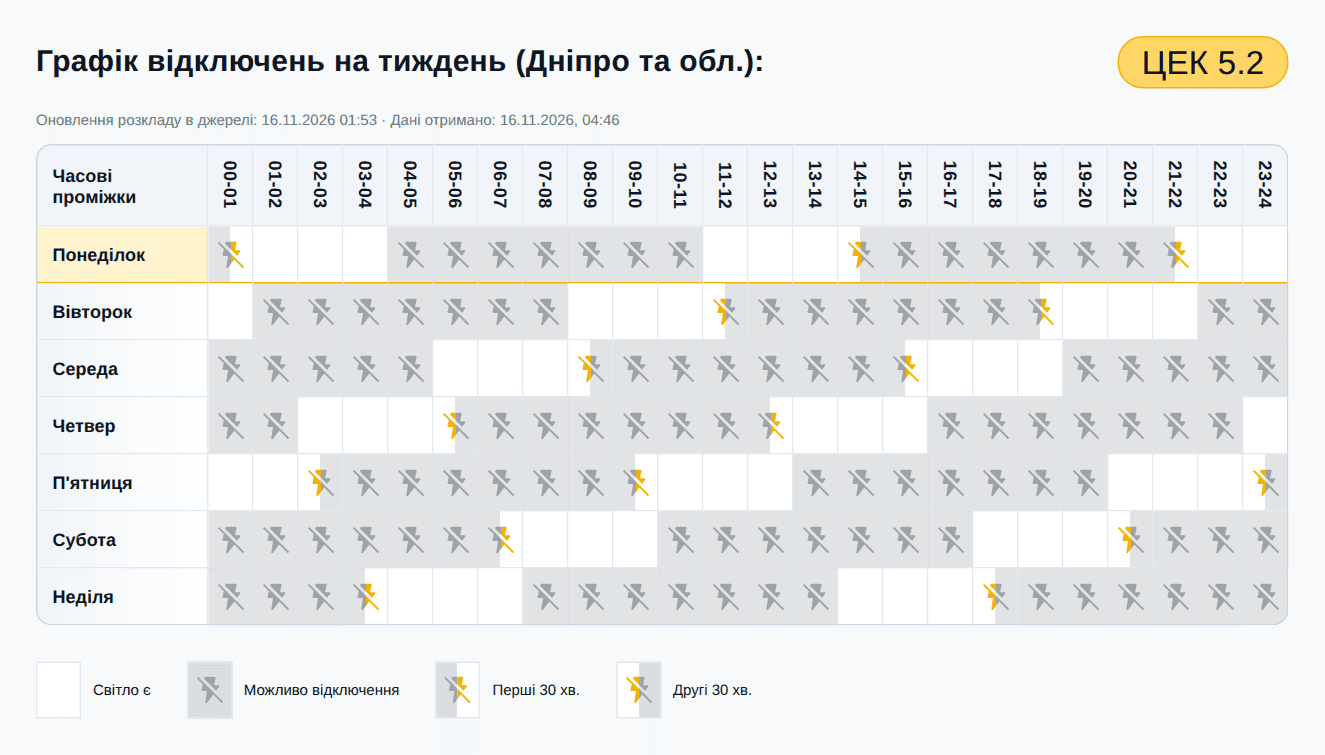 Графік відключень на тиждень (Дніпро та обл.):
ЦЕК 5.2
Оновлення розкладу в джерелі: 16.11.2026 01:53 · Дані отримано: 16.11.2026, 04:46
Часові
проміжки
00-01 01-02 02-03 03-04 04-05 05-06 06-07 07-08 08-09 09-10 10-11 11-12 12-13 13-14 14-15 15-16 16-17 17-18 18-19 19-20 20-21 21-22 22-23 23-24
Понеділок
Вівторок
Середа
Четвер
П'ятниця
Субота
Неділя
Світло є
Можливо відключення
Перші 30 хв.
Другі 30 хв.